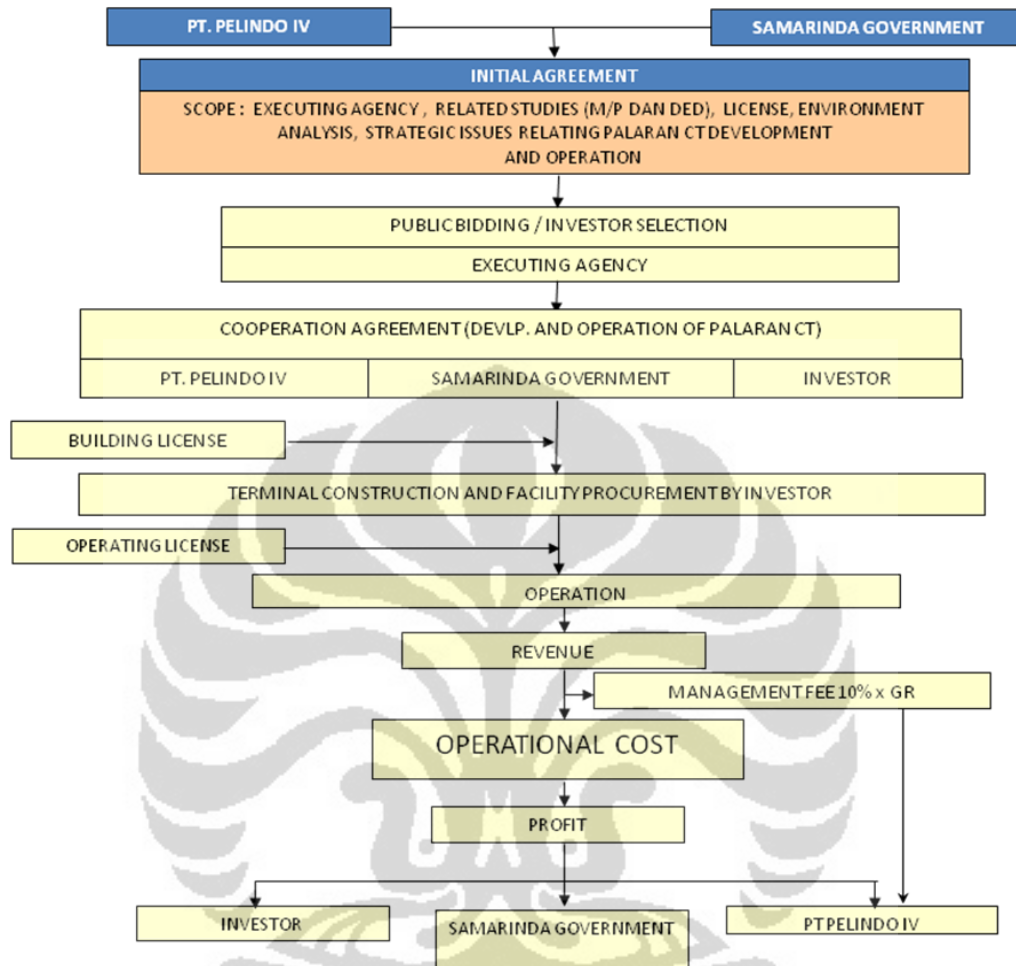 PT. PELINDO IV
SAMARINDA GOVERNMENT
INITIAL AGREEMENT
SCOPE : EXECUTING AGENCY , RELATED STUDIES (M/P DAN DED), LICENSE, ENVIRONMENT
ANALYSIS, STRATEGIC ISSUES RELATING PALARAN CT DEVELOPMENT
AND OPERATION
PUBLIC BIDDING / INVESTOR SELECTION
EXECUTING AGENCY
COOPERATION AGREEMENT (DEVLP. AND OPERATION OF PALARAN CT)
PT. PELINDO IV
SAMARINDA GOVERNMENT
INVESTOR
BUILDING LICENSE
TERMINAL CONSTRUCTION AND FACILITY PROCUREMENT BY INVESTOR
OPERATING LICENSE
OPERATION
REVENUE
MANAGEMENT FEE 10% x GR
OPERATIONAL COST
PROFIT
INVESTOR
SAMARINDA GOVERNMENT
PT PELINDO IV